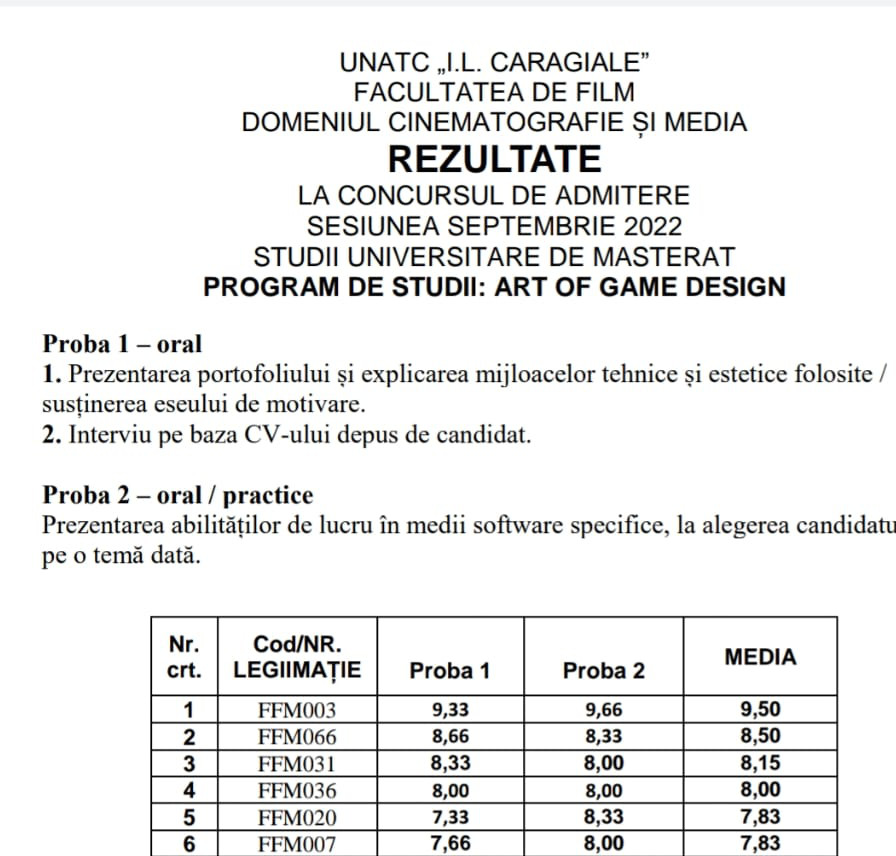 UNATC „I.L. CARAGIALE”
FACULTATEA DE FILM
DOMENIUL CINEMATOGRAFIE ȘI MEDIA
REZULTATE
LA CONCURSUL DE ADMITERE
SESIUNEA SEPTEMBRIE 2022
STUDII UNIVERSITARE DE MASTERAT
PROGRAM DE STUDII: ART OF GAME DESIGN
Proba 1 – oral
1. Prezentarea portofoliului și explicarea mijloacelor tehnice și estetice folosite /
susținerea eseului de motivare.
2. Interviu pe baza CV-ului depus de candidat.
Proba 2 – oral / practice
Prezentarea abilităților de lucru în medii software specifice, la alegerea candidatu
pe o temă dată.
Nr. crt. Cod/NR. LEGIIMAȚIE Proba 1 Proba 2 MEDIA
1 FFM003 9,33 9,66 9,50
2 FFM066 8,66 8,33 8,50
3 FFM031 8,33 8,00 8,15
4 FFM036 8,00 8,00 8,00
5 FFM020 7,33 8,33 7,83
6 FFM007 7,66 8,00 7,83